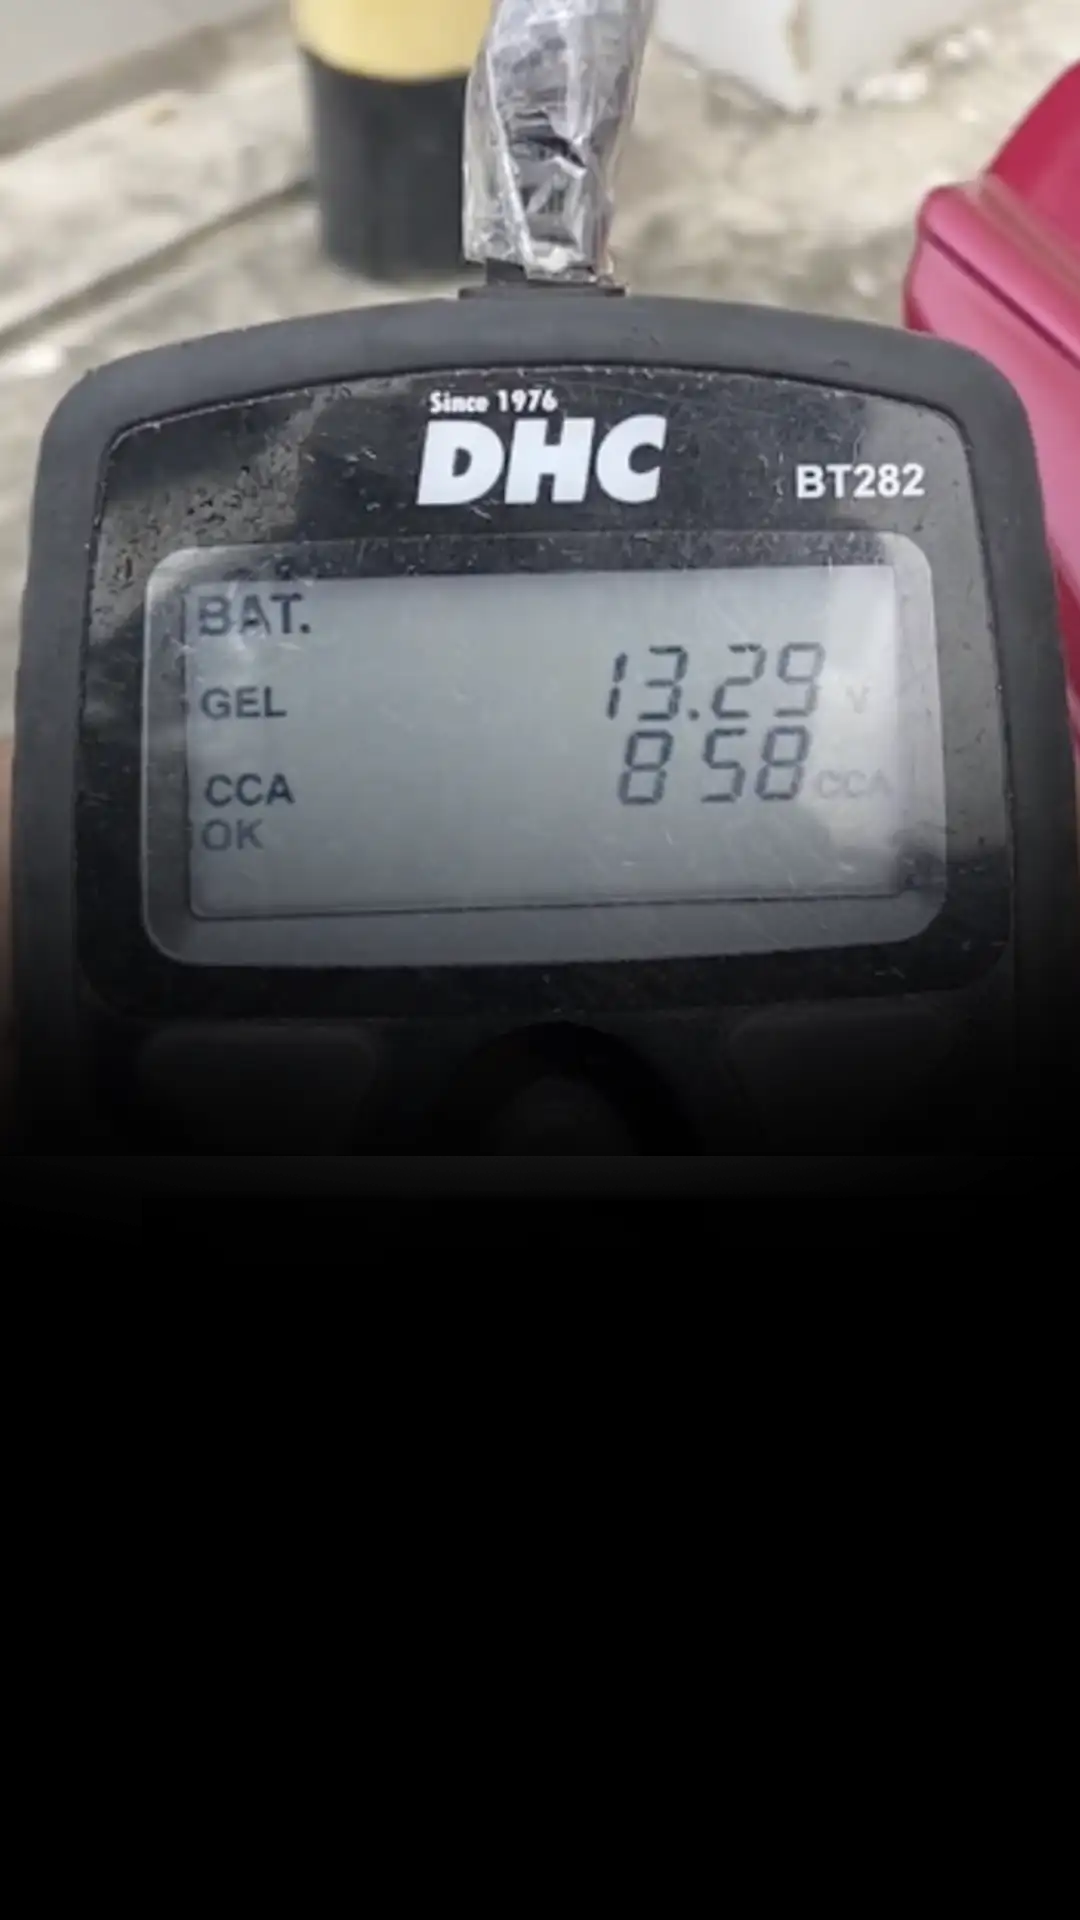 Since 1976
DHC
BT282
BAT.
GEL 13.29 V
CCA 858 CCA
OK